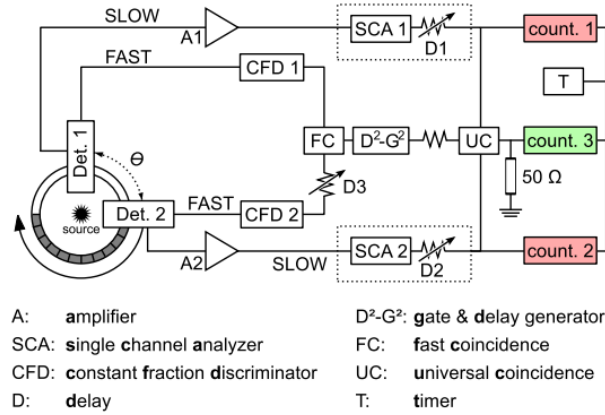 SLOW A1 SCA 1 D1 count. 1
FAST CFD 1 T
Det. 1 FC D²-G² UC count. 3
Θ D3 50 Ω
Det. 2 FAST CFD 2
source
A2 SLOW SCA 2 D2 count. 2
A: amplifier D²-G²: gate & delay generator
SCA: single channel analyzer FC: fast coincidence
CFD: constant fraction discriminator UC: universal coincidence
D: delay T: timer